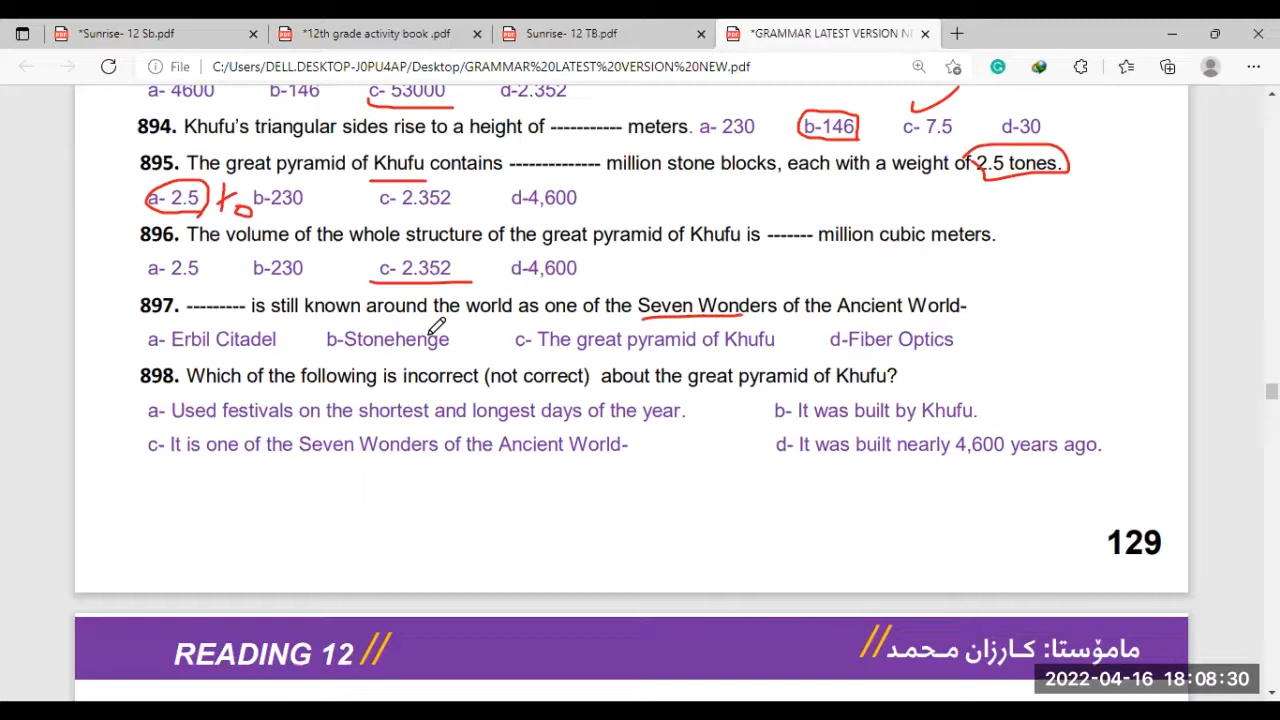 *Sunrise- 12 Sb.pdf *12th grade activity book .pdf Sunrise- 12 TB.pdf *GRAMMAR LATEST VERSION NE
File C:/Users/DELL.DESKTOP-J0PU4AP/Desktop/GRAMMAR%20LATEST%20VERSION%20NEW.pdf
a- 4600 b-146 c- 53000 d-2.352
894. Khufu's triangular sides rise to a height of ----------- meters. a- 230 b-146 c- 7.5 d-30
895. The great pyramid of Khufu contains -------------- million stone blocks, each with a weight of 2.5 tones.
a- 2.5 to b-230 c- 2.352 d-4,600
896. The volume of the whole structure of the great pyramid of Khufu is ------- million cubic meters.
a- 2.5 b-230 c- 2.352 d-4,600
897. --------- is still known around the world as one of the Seven Wonders of the Ancient World-
a- Erbil Citadel b-Stonehenge c- The great pyramid of Khufu d-Fiber Optics
898. Which of the following is incorrect (not correct) about the great pyramid of Khufu?
a- Used festivals on the shortest and longest days of the year. b- It was built by Khufu.
c- It is one of the Seven Wonders of the Ancient World- d- It was built nearly 4,600 years ago.
129
READING 12 // مامۆستا: کـارزان محـمد//
2022-04-16 18:08:30